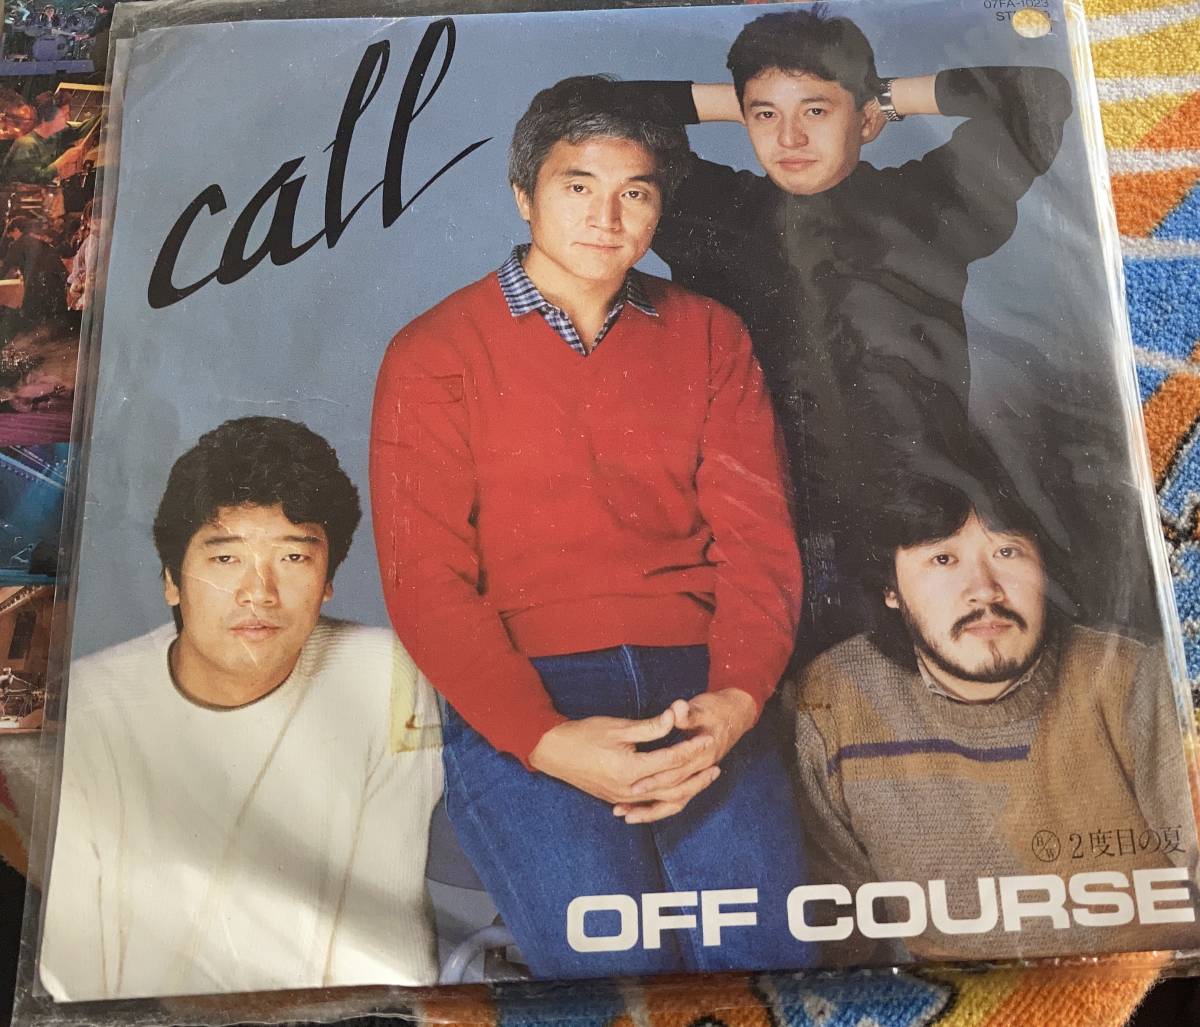 07FA-1023
call
B/W 2度目の夏
OFF COURSE